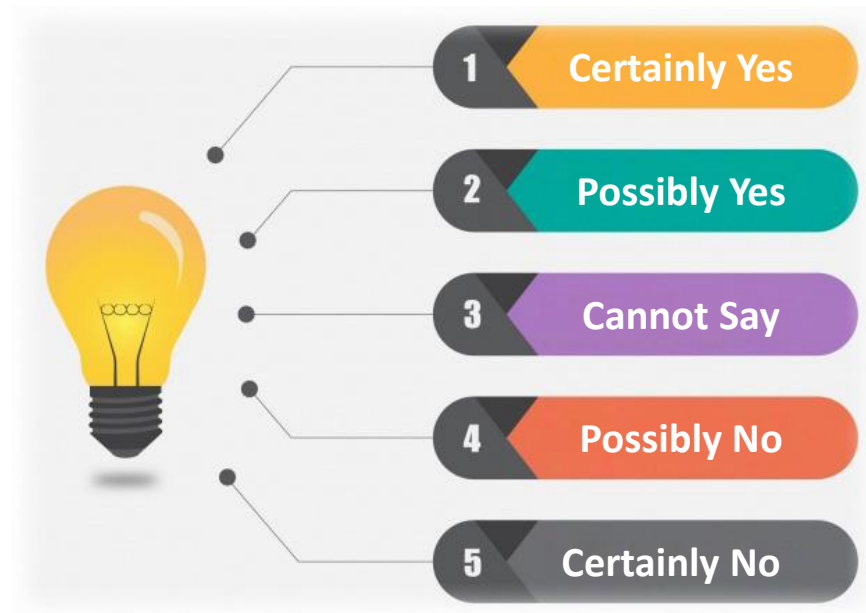 1 Certainly Yes
2 Possibly Yes
3 Cannot Say
4 Possibly No
5 Certainly No